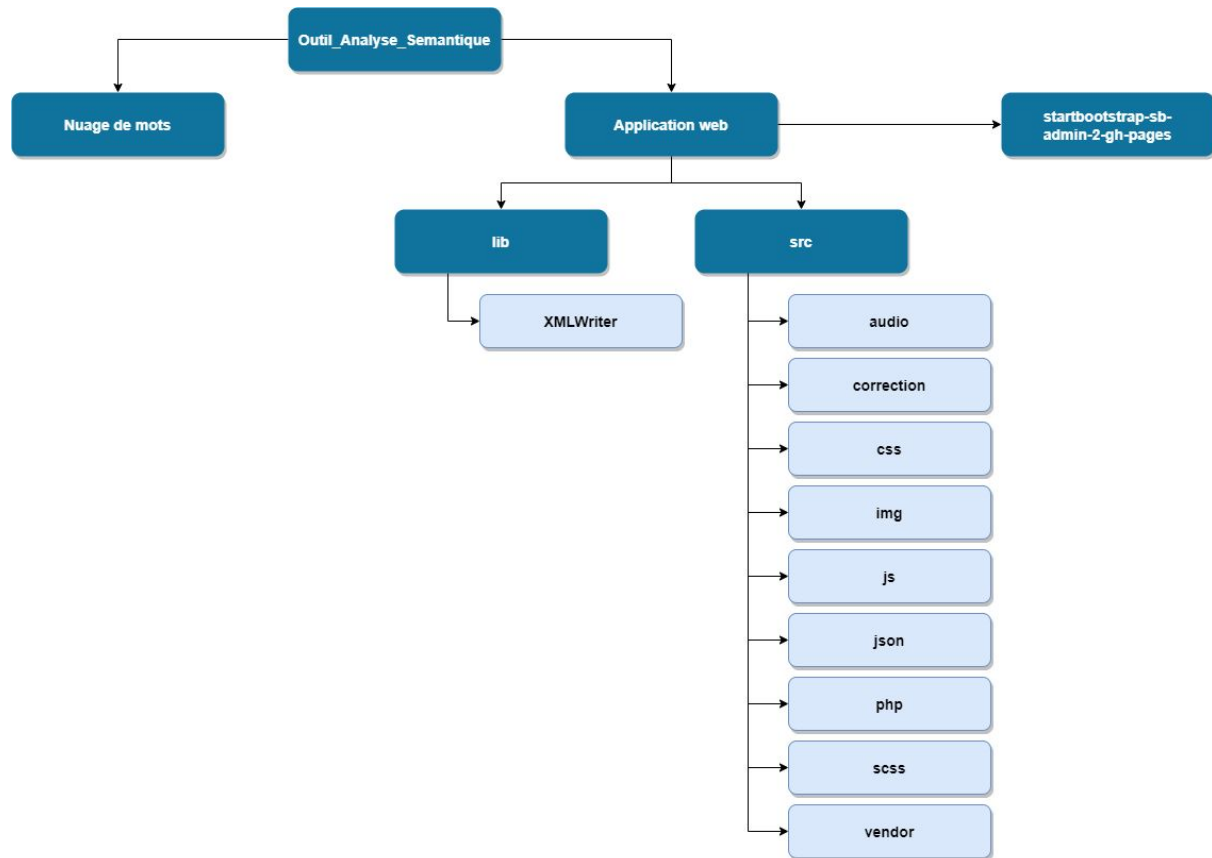 Outil_Analyse_Semantique
Nuage de mots
Application web
startbootstrap-sb-
admin-2-gh-pages
lib
src
XMLWriter
audio
correction
css
img
js
json
php
scss
vendor